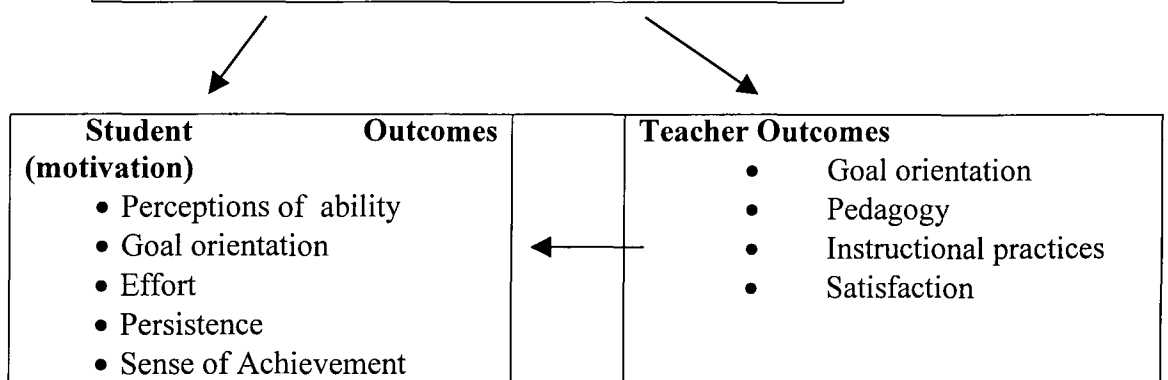 Student Outcomes
(motivation)
• Perceptions of ability
• Goal orientation
• Effort
• Persistence
• Sense of Achievement
Teacher Outcomes
• Goal orientation
• Pedagogy
• Instructional practices
• Satisfaction